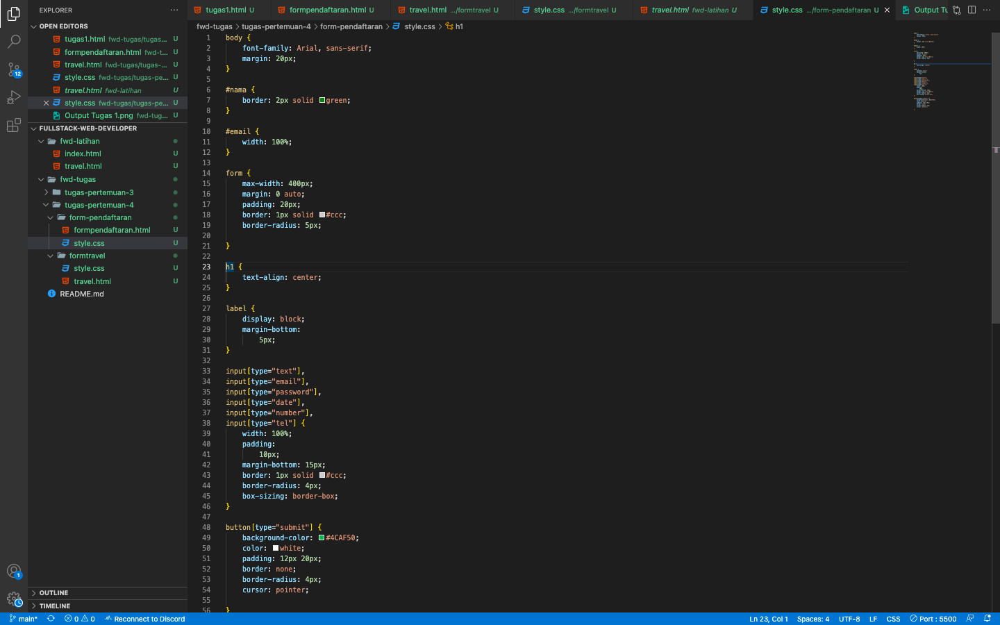 EXPLORER
OPEN EDITORS
tugas1.html fwd-tugas/tugas... U
formpendaftaran.html fwd-t... U
travel.html fwd-tugas/tugas-... U
style.css fwd-tugas/tugas-pe... U
travel.html fwd-latihan U
style.css fwd-tugas/tugas-pe... U
Output Tugas 1.png fwd-tug... U
FULLSTACK-WEB-DEVELOPER
fwd-latihan
index.html U
travel.html U
fwd-tugas
tugas-pertemuan-3
tugas-pertemuan-4
form-pendaftaran
formpendaftaran.html U
style.css U
formtravel
style.css U
travel.html U
README.md
OUTLINE
TIMELINE
12
1
tugas1.html U formpendaftaran.html U travel.html .../formtravel U style.css .../formtravel U travel.html fwd-latihan U style.css .../form-pendaftaran U Output Tu
fwd-tugas > tugas-pertemuan-4 > form-pendaftaran > style.css > h1
1 body {
2 font-family: Arial, sans-serif;
3 margin: 20px;
4 }
5
6 #nama {
7 border: 2px solid green;
8 }
9
10 #email {
11 width: 100%;
12 }
13
14 form {
15 max-width: 400px;
16 margin: 0 auto;
17 padding: 20px;
18 border: 1px solid #ccc;
19 border-radius: 5px;
20
21 }
22
23 h1 {
24 text-align: center;
25 }
26
27 label {
28 display: block;
29 margin-bottom:
30 5px;
31 }
32
33 input[type="text"],
34 input[type="email"],
35 input[type="password"],
36 input[type="date"],
37 input[type="number"],
38 input[type="tel"] {
39 width: 100%;
40 padding:
41 10px;
42 margin-bottom: 15px;
43 border: 1px solid #ccc;
44 border-radius: 4px;
45 box-sizing: border-box;
46 }
47
48 button[type="submit"] {
49 background-color: #4CAF50;
50 color: white;
51 padding: 12px 20px;
52 border: none;
53 border-radius: 4px;
54 cursor: pointer;
55
56 }
main* 0 0 Reconnect to Discord Ln 23, Col 1 Spaces: 4 UTF-8 LF CSS Port : 5500